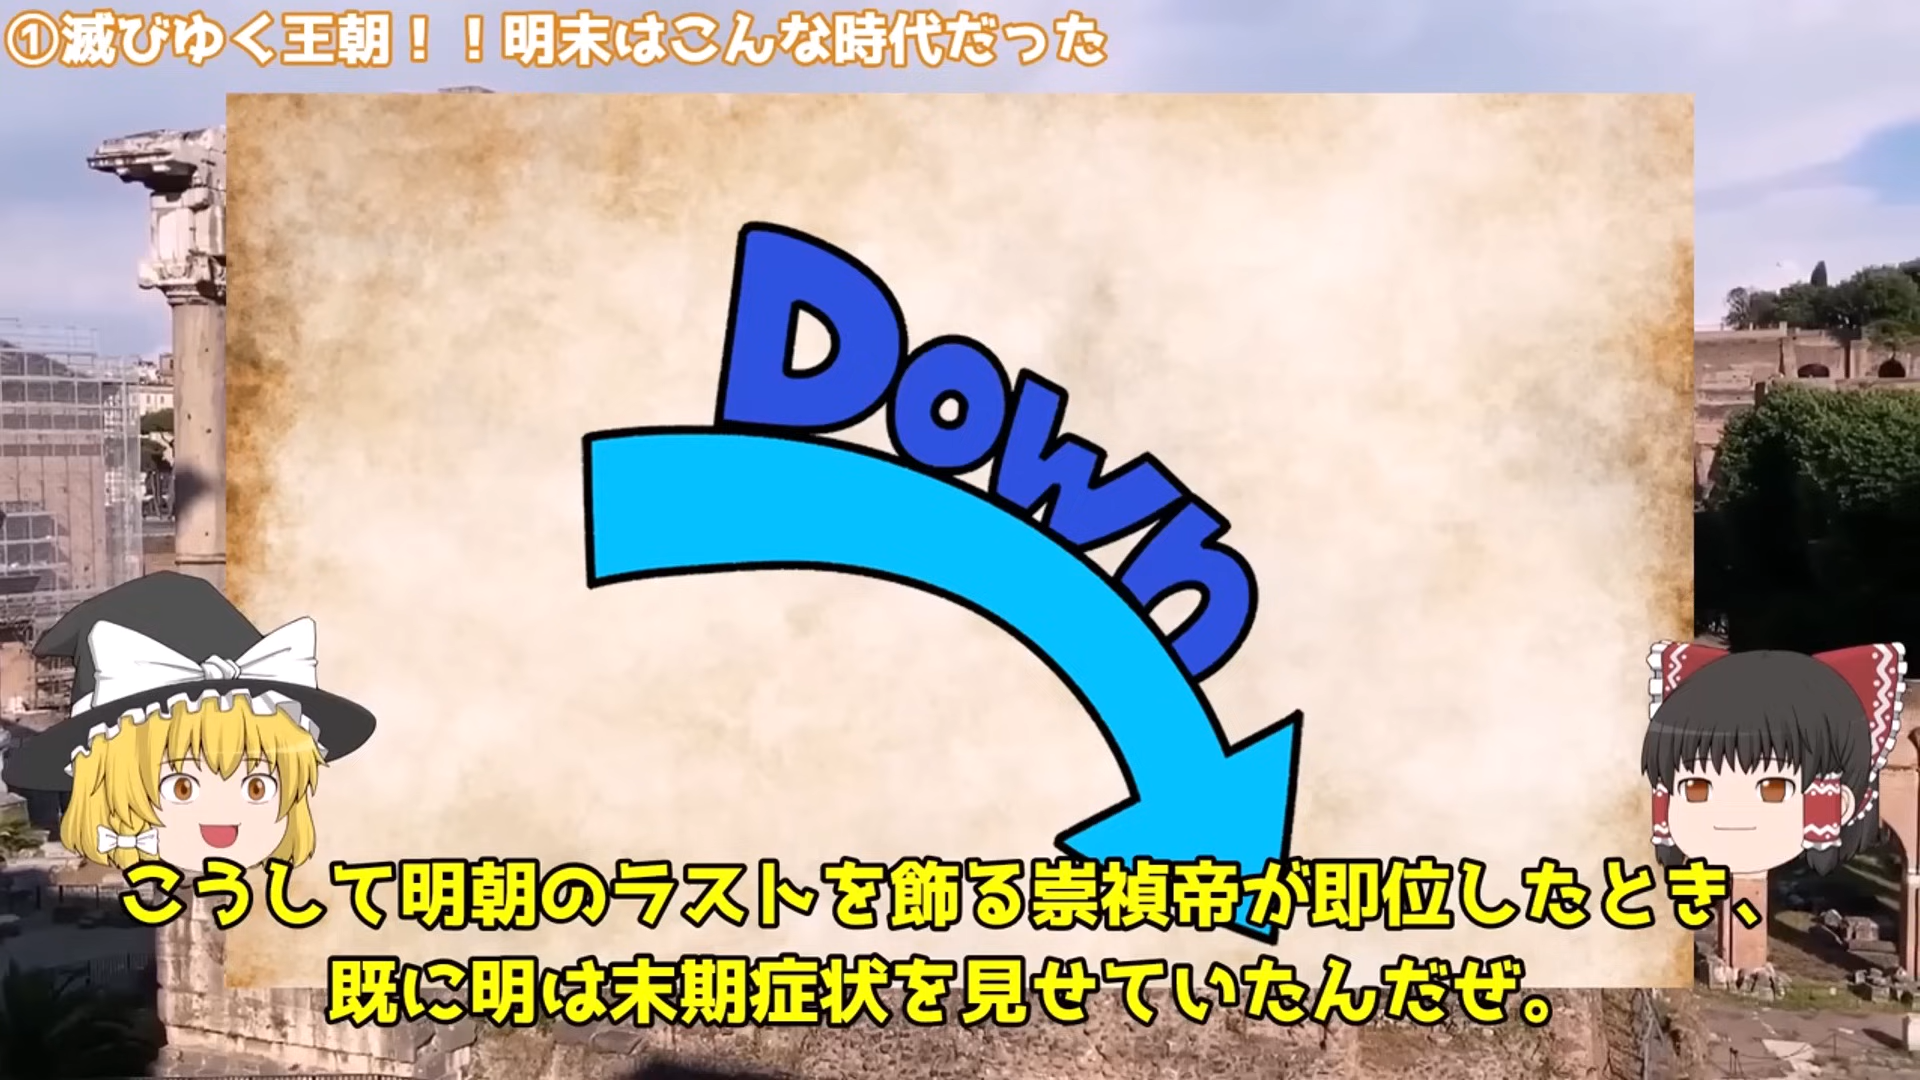 ①滅びゆく王朝！！明末はこんな時代だった
Down
こうして明朝のラストを飾る崇禎帝が即位したとき、
既に明は末期症状を見せていたんだぜ。